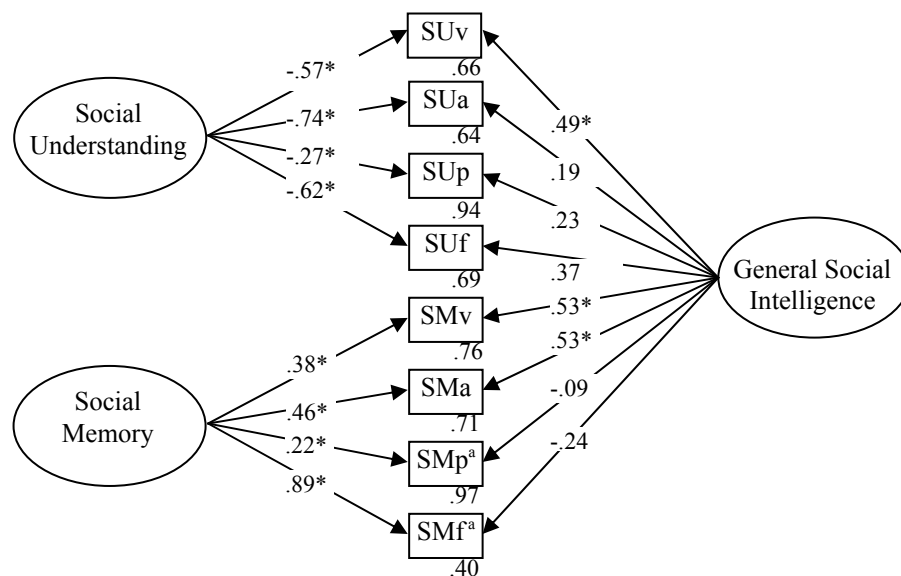 SUv
.66
-.57*
SUa
.64
-.74*
.49*
Social
Understanding
-.27*
SUp
.94
.19
-.62*
.23
SUf
.69
.37
General Social
Intelligence
SMv
.76
.53*
.38*
.53*
Social
Memory
SMa
.71
.46*
-.09
.22*
SMpᵃ
.97
-.24
.89*
SMfᵃ
.40